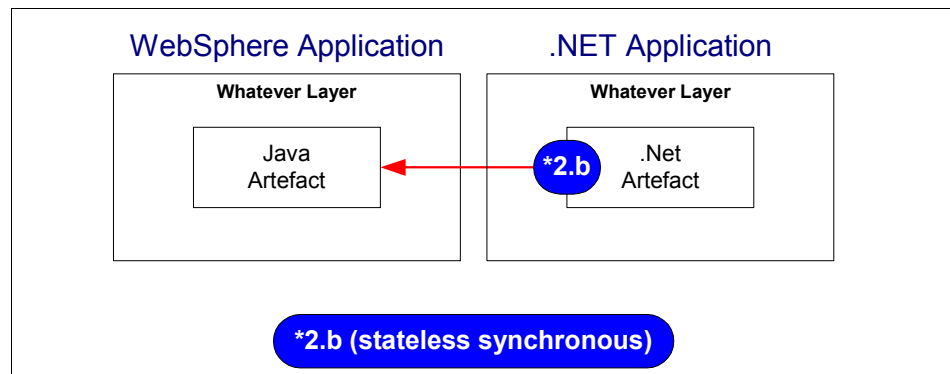 WebSphere Application
.NET Application
Whatever Layer
Whatever Layer
Java
Artefact
*2.b
.Net
Artefact
*2.b (stateless synchronous)